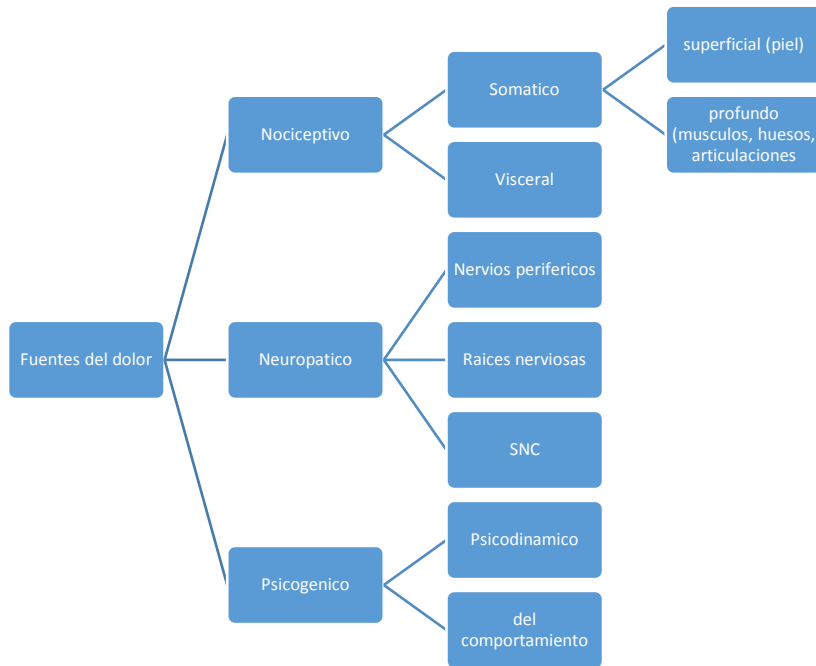 Fuentes del dolor
Nociceptivo
Somatico
superficial (piel)
profundo
(musculos, huesos,
articulaciones
Visceral
Neuropatico
Nervios perifericos
Raices nerviosas
SNC
Psicogenico
Psicodinamico
del
comportamiento